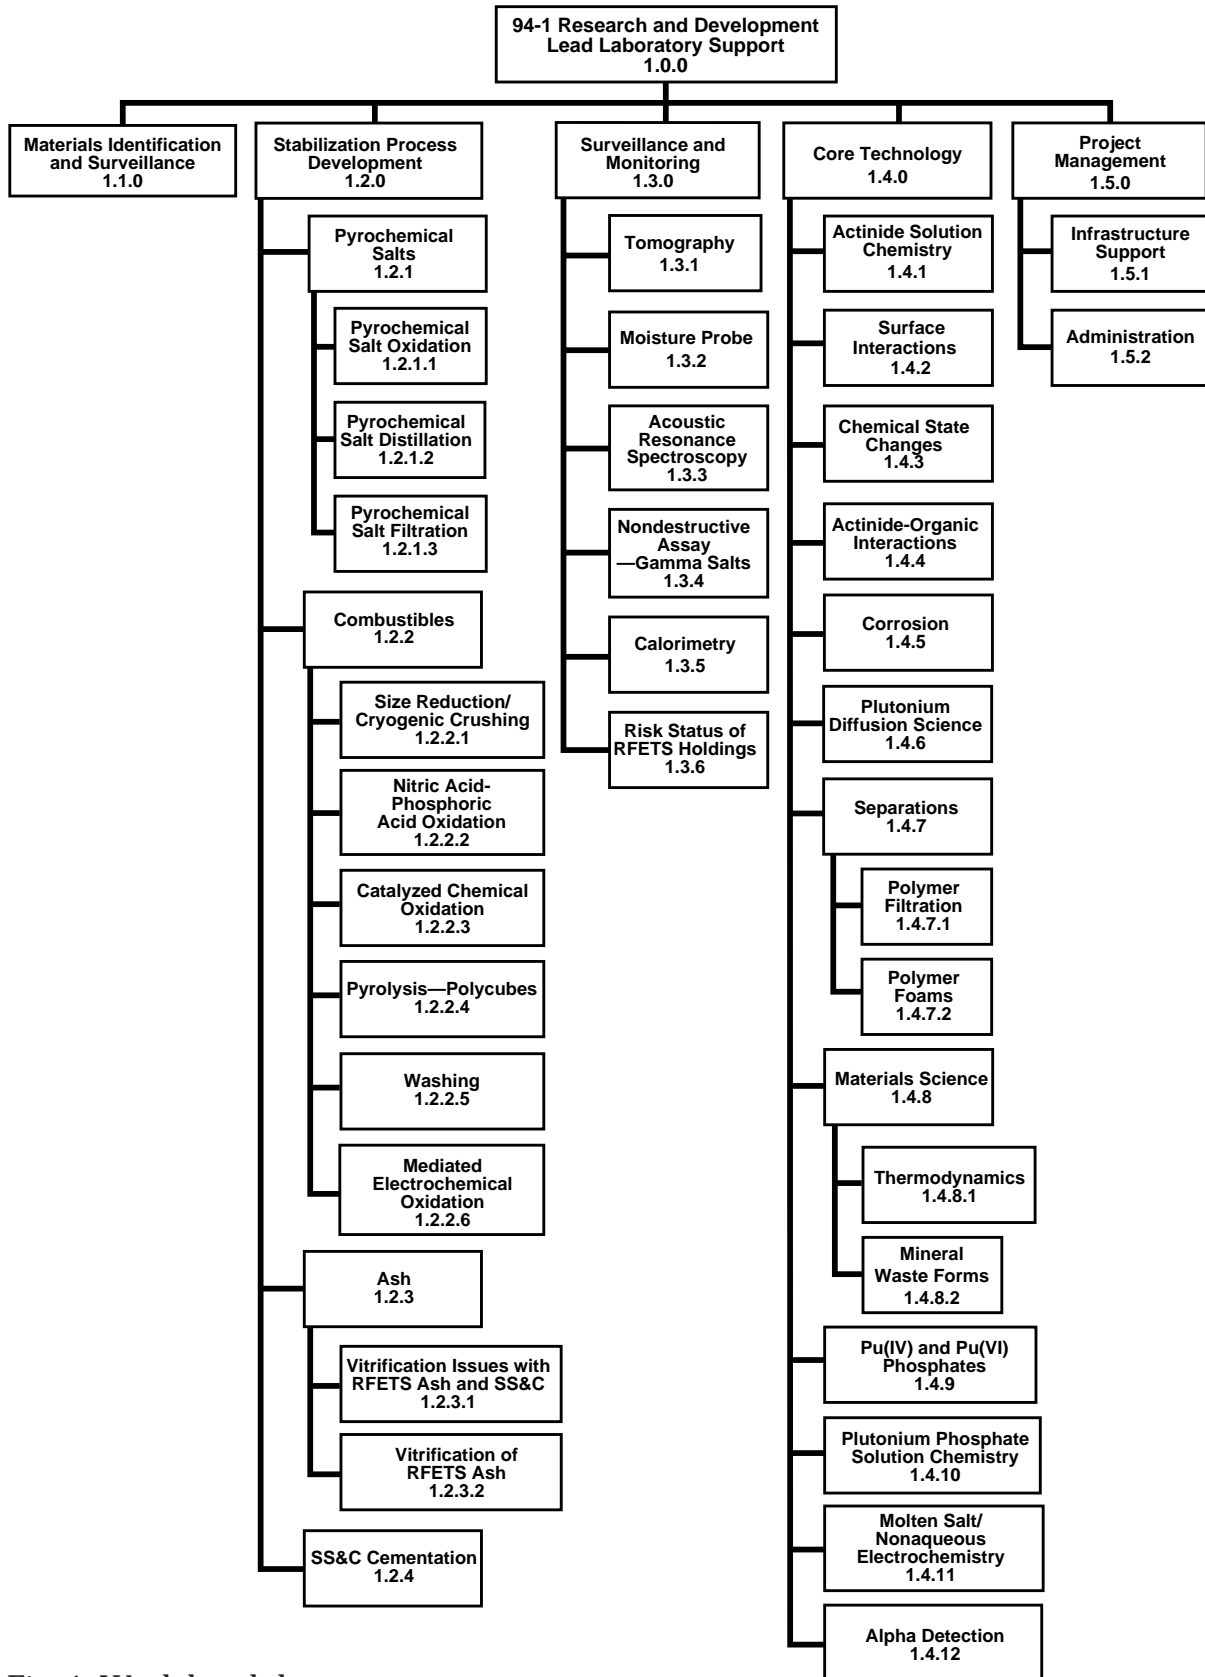 94-1 Research and Development
Lead Laboratory Support
1.0.0
Materials Identification
and Surveillance
1.1.0
Stabilization Process
Development
1.2.0
Pyrochemical
Salts
1.2.1
Pyrochemical
Salt Oxidation
1.2.1.1
Pyrochemical
Salt Distillation
1.2.1.2
Pyrochemical
Salt Filtration
1.2.1.3
Combustibles
1.2.2
Size Reduction/
Cryogenic Crushing
1.2.2.1
Nitric Acid-
Phosphoric
Acid Oxidation
1.2.2.2
Catalyzed Chemical
Oxidation
1.2.2.3
Pyrolysis—Polycubes
1.2.2.4
Washing
1.2.2.5
Mediated
Electrochemical
Oxidation
1.2.2.6
Ash
1.2.3
Vitrification Issues with
RFETS Ash and SS&C
1.2.3.1
Vitrification of
RFETS Ash
1.2.3.2
SS&C Cementation
1.2.4
Surveillance and
Monitoring
1.3.0
Tomography
1.3.1
Moisture Probe
1.3.2
Acoustic
Resonance
Spectroscopy
1.3.3
Nondestructive
Assay
—Gamma Salts
1.3.4
Calorimetry
1.3.5
Risk Status of
RFETS Holdings
1.3.6
Core Technology
1.4.0
Actinide Solution
Chemistry
1.4.1
Surface
Interactions
1.4.2
Chemical State
Changes
1.4.3
Actinide-Organic
Interactions
1.4.4
Corrosion
1.4.5
Plutonium
Diffusion Science
1.4.6
Separations
1.4.7
Polymer
Filtration
1.4.7.1
Polymer
Foams
1.4.7.2
Materials Science
1.4.8
Thermodynamics
1.4.8.1
Mineral
Waste Forms
1.4.8.2
Pu(IV) and Pu(VI)
Phosphates
1.4.9
Plutonium Phosphate
Solution Chemistry
1.4.10
Molten Salt/
Nonaqueous
Electrochemistry
1.4.11
Alpha Detection
1.4.12
Project
Management
1.5.0
Infrastructure
Support
1.5.1
Administration
1.5.2